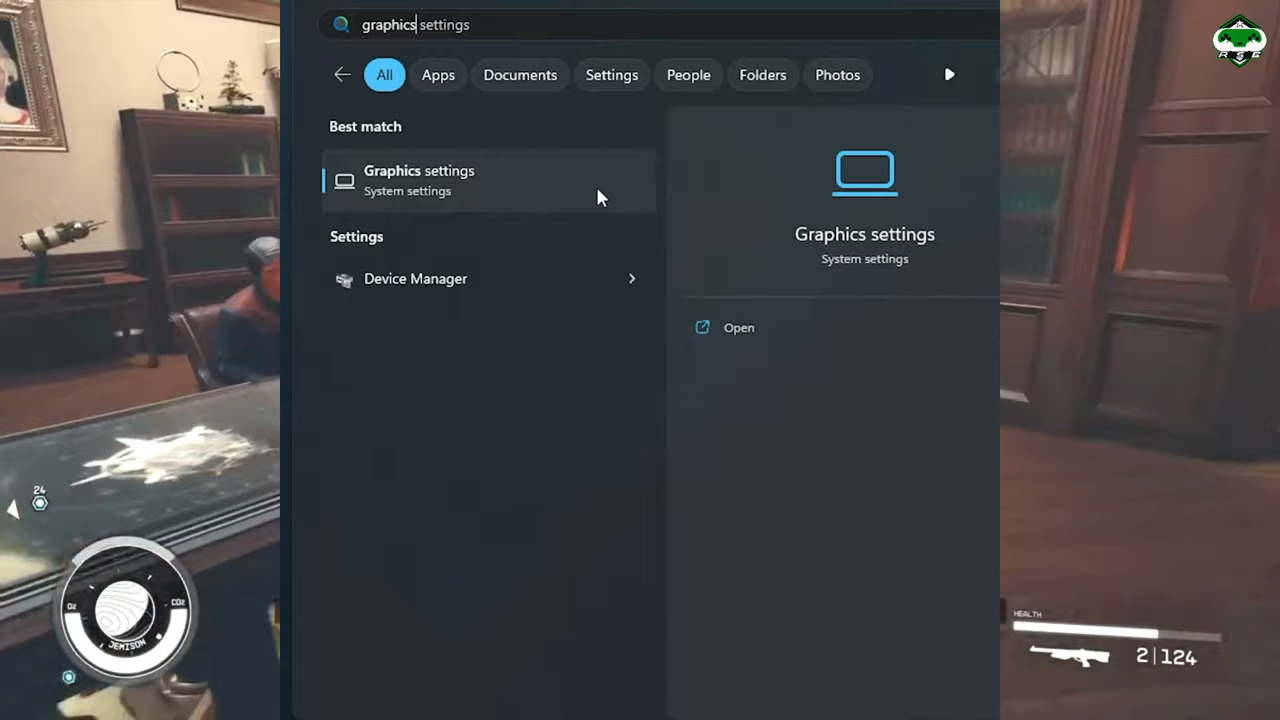 graphics settings
All Apps Documents Settings People Folders Photos
Best match
Graphics settings
System settings
Settings
Device Manager
Graphics settings
System settings
Open
RSG
24
O2
CO2
JEMISON
HEALTH
2|124